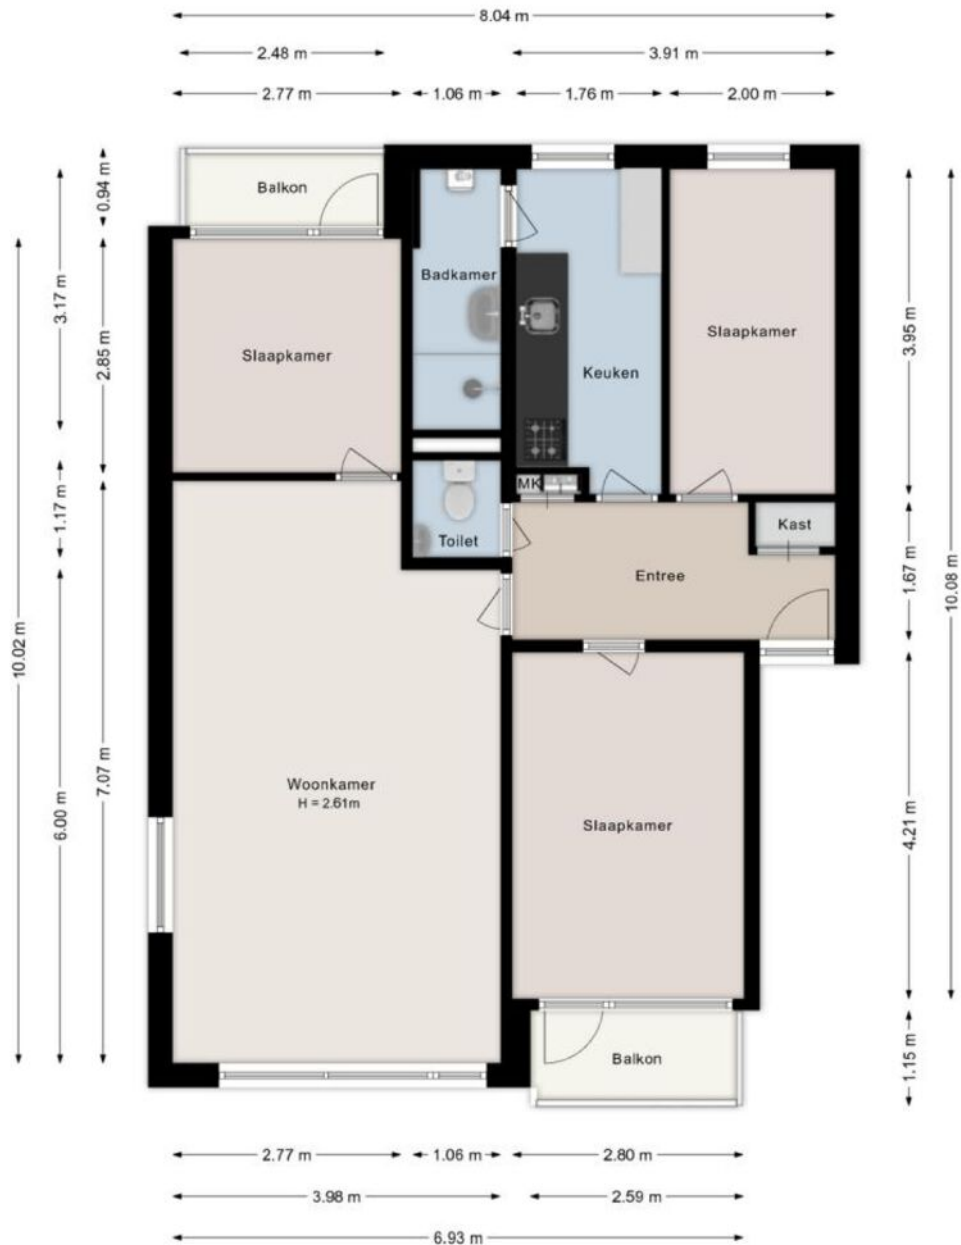 8.04 m
2.48 m
3.91 m
2.77 m
1.06 m
1.76 m
2.00 m
0.94 m
3.17 m
2.85 m
1.17 m
10.02 m
6.00 m
7.07 m
Balkon
Badkamer
Slaapkamer
Slaapkamer
Keuken
MK
Toilet
Kast
Entree
Woonkamer
H = 2.61m
Slaapkamer
Balkon
3.95 m
1.67 m
10.08 m
4.21 m
1.15 m
2.77 m
1.06 m
2.80 m
3.98 m
2.59 m
6.93 m